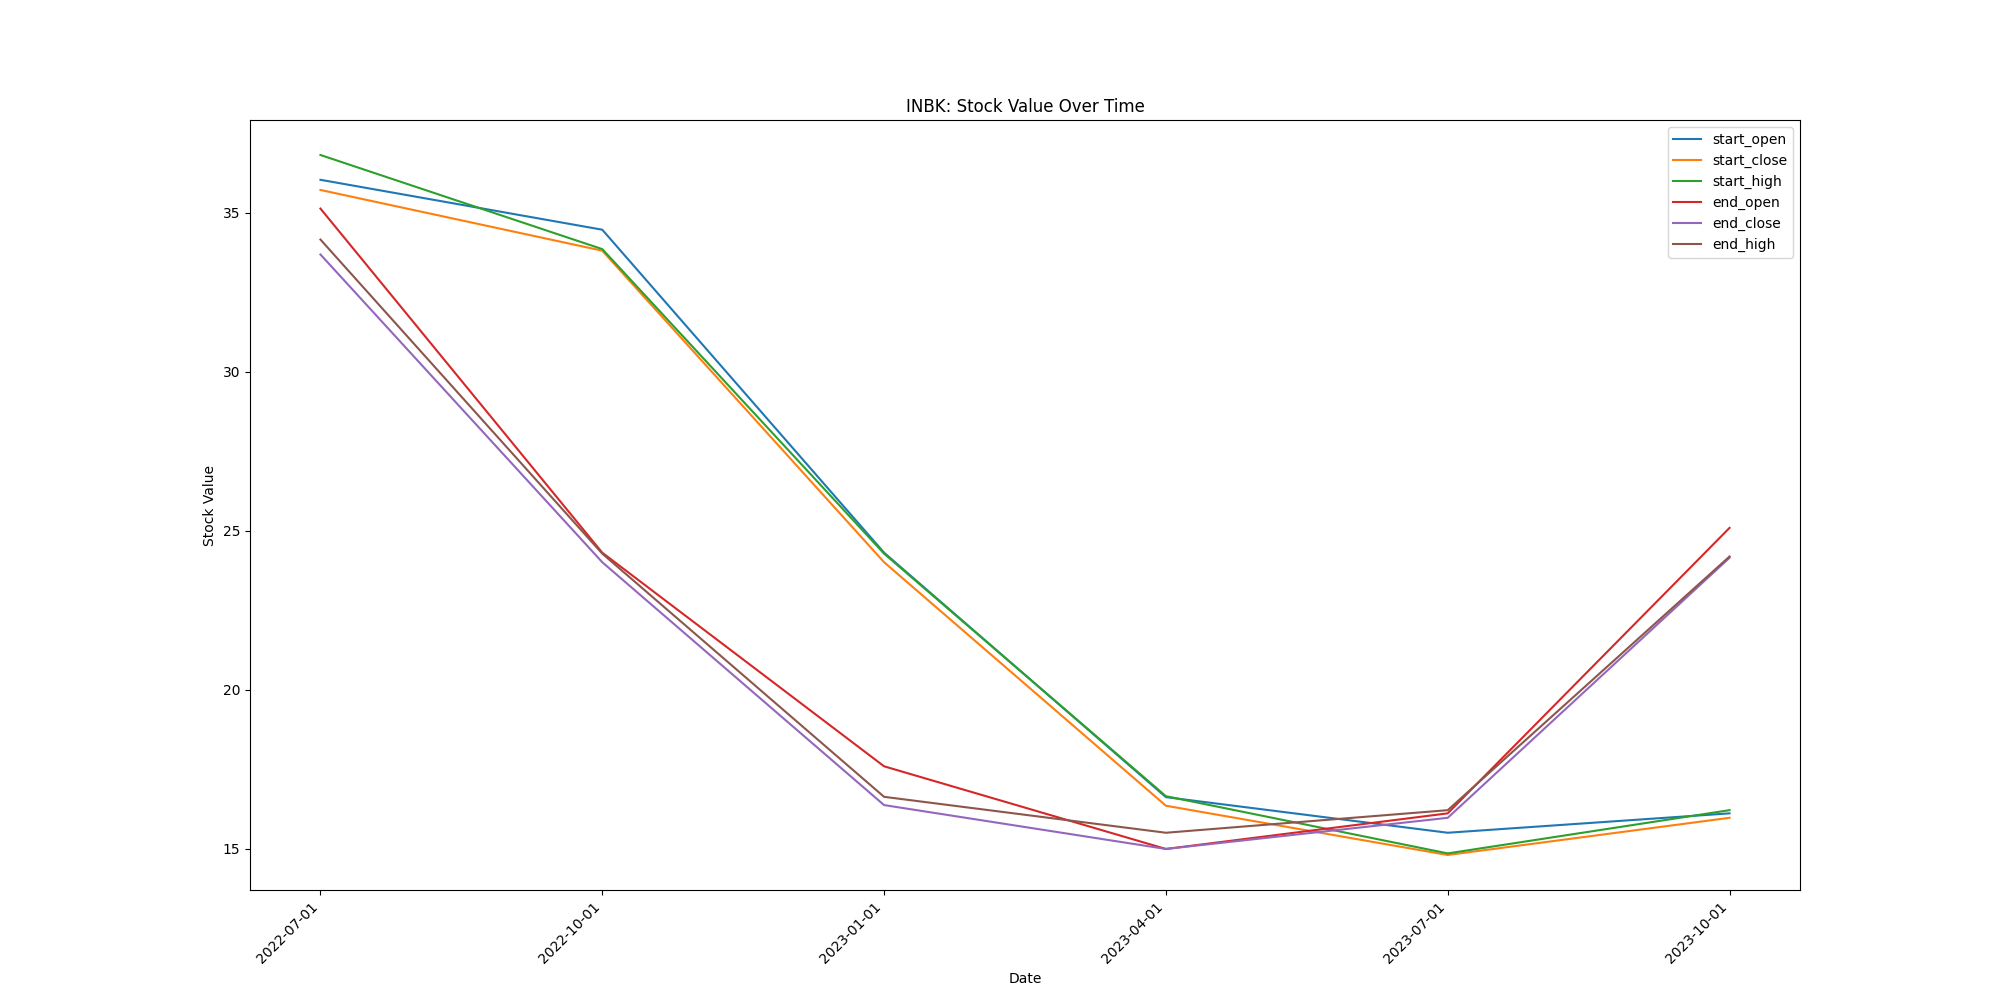 INBK: Stock Value Over Time
start_open
start_close
start_high
end_open
end_close
end_high
Stock Value
35
30
25
20
15
2022-07-01
2022-10-01
2023-01-01
2023-04-01
2023-07-01
2023-10-01
Date